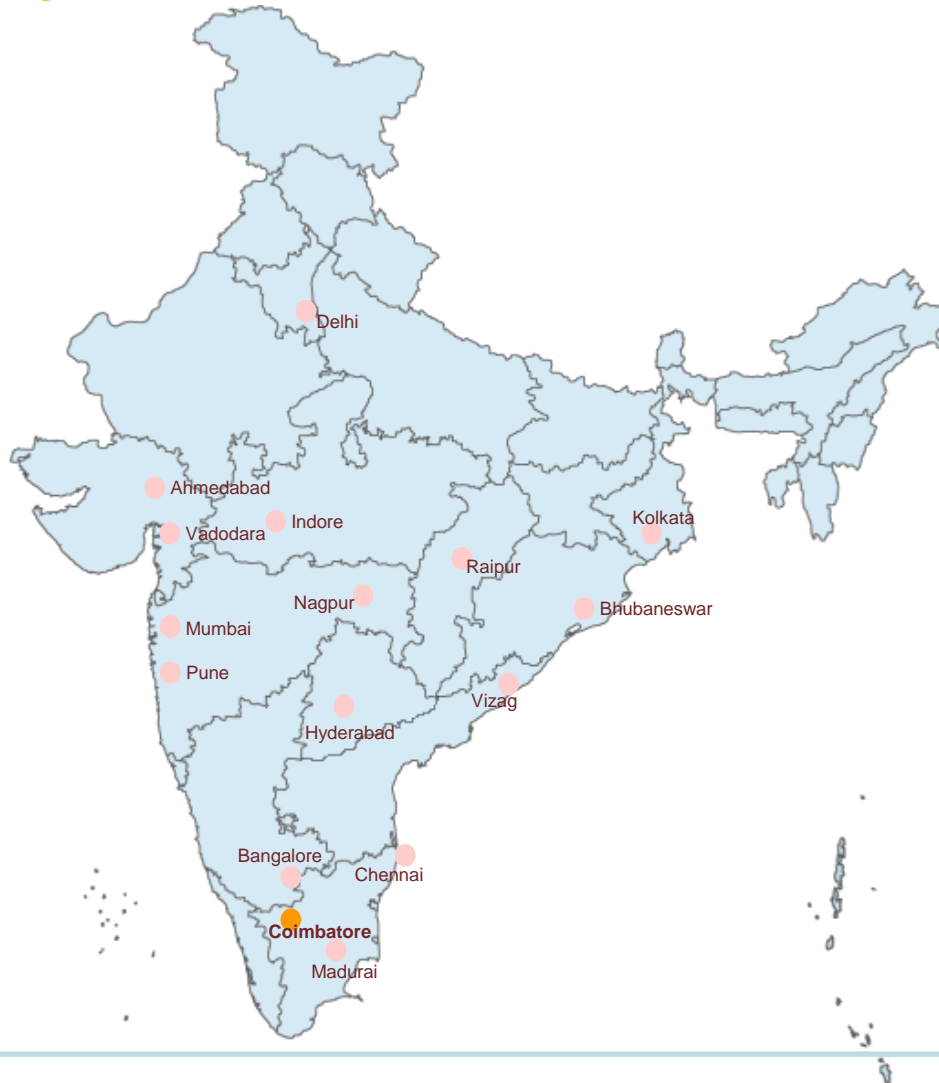 Delhi
Ahmedabad
Indore
Vadodara
Kolkata
Raipur
Nagpur
Bhubaneswar
Mumbai
Pune
Vizag
Hyderabad
Bangalore
Chennai
Coimbatore
Madurai